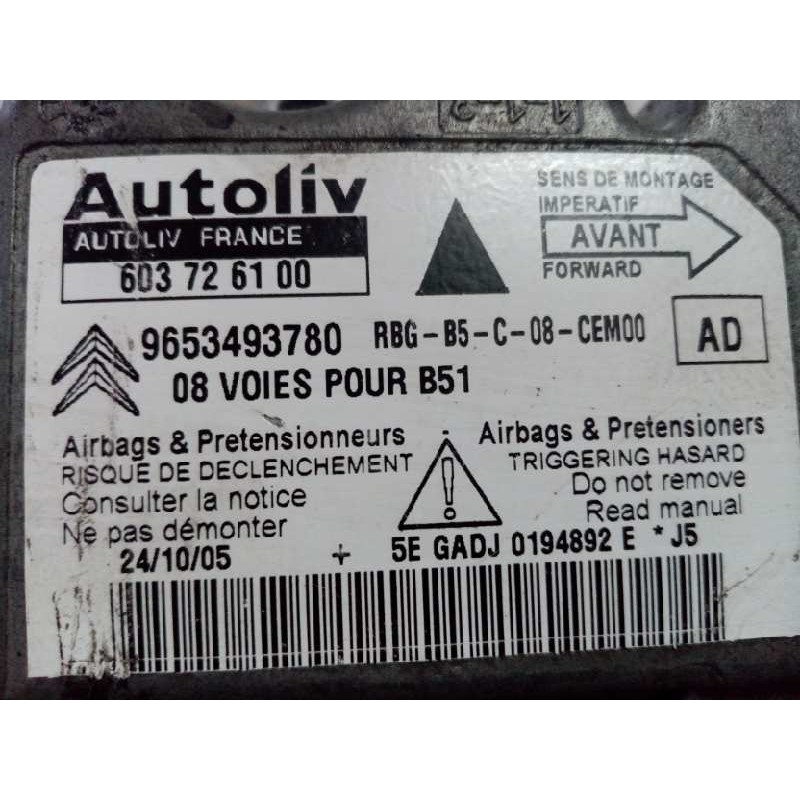 Autoliv
AUTOLIV FRANCE
603 72 61 00
SENS DE MONTAGE
IMPERATIF
AVANT
FORWARD
9653493780 RBG-B5-C-08-CEM00
AD
08 VOIES POUR B51
Airbags & Pretensionneurs
RISQUE DE DECLENCHEMENT
Consulter la notice
Ne pas démonter
Airbags & Pretensioners
TRIGGERING HASARD
Do not remove
Read manual
24/10/05 + 5E GADJ 0194892 E *J5